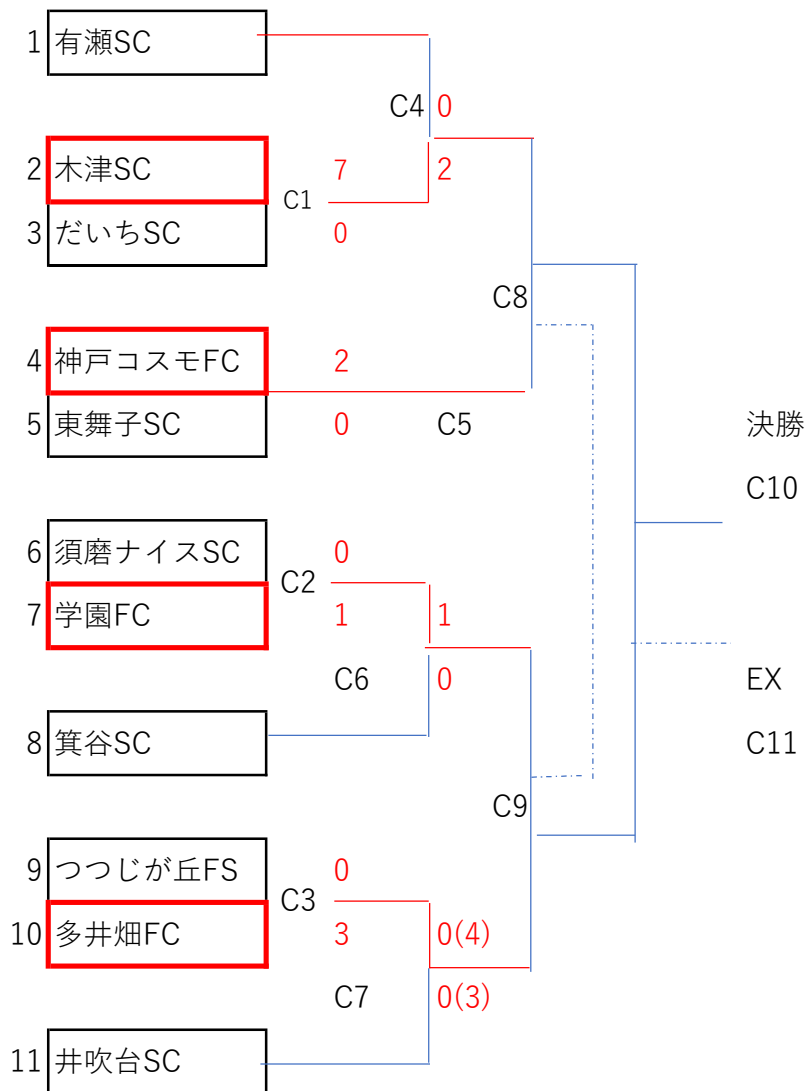 1 有瀬SC
C4 0
2 木津SC 7 2
C1
3 だいちSC 0
C8
4 神戸コスモFC 2
5 東舞子SC 0 C5 決勝
C10
6 須磨ナイスSC 0
C2
7 学園FC 1 1
C6 0 EX
8 箕谷SC C11
C9
9 つつじが丘FS 0
C3
10 多井畑FC 3 0(4)
C7 0(3)
11 井吹台SC